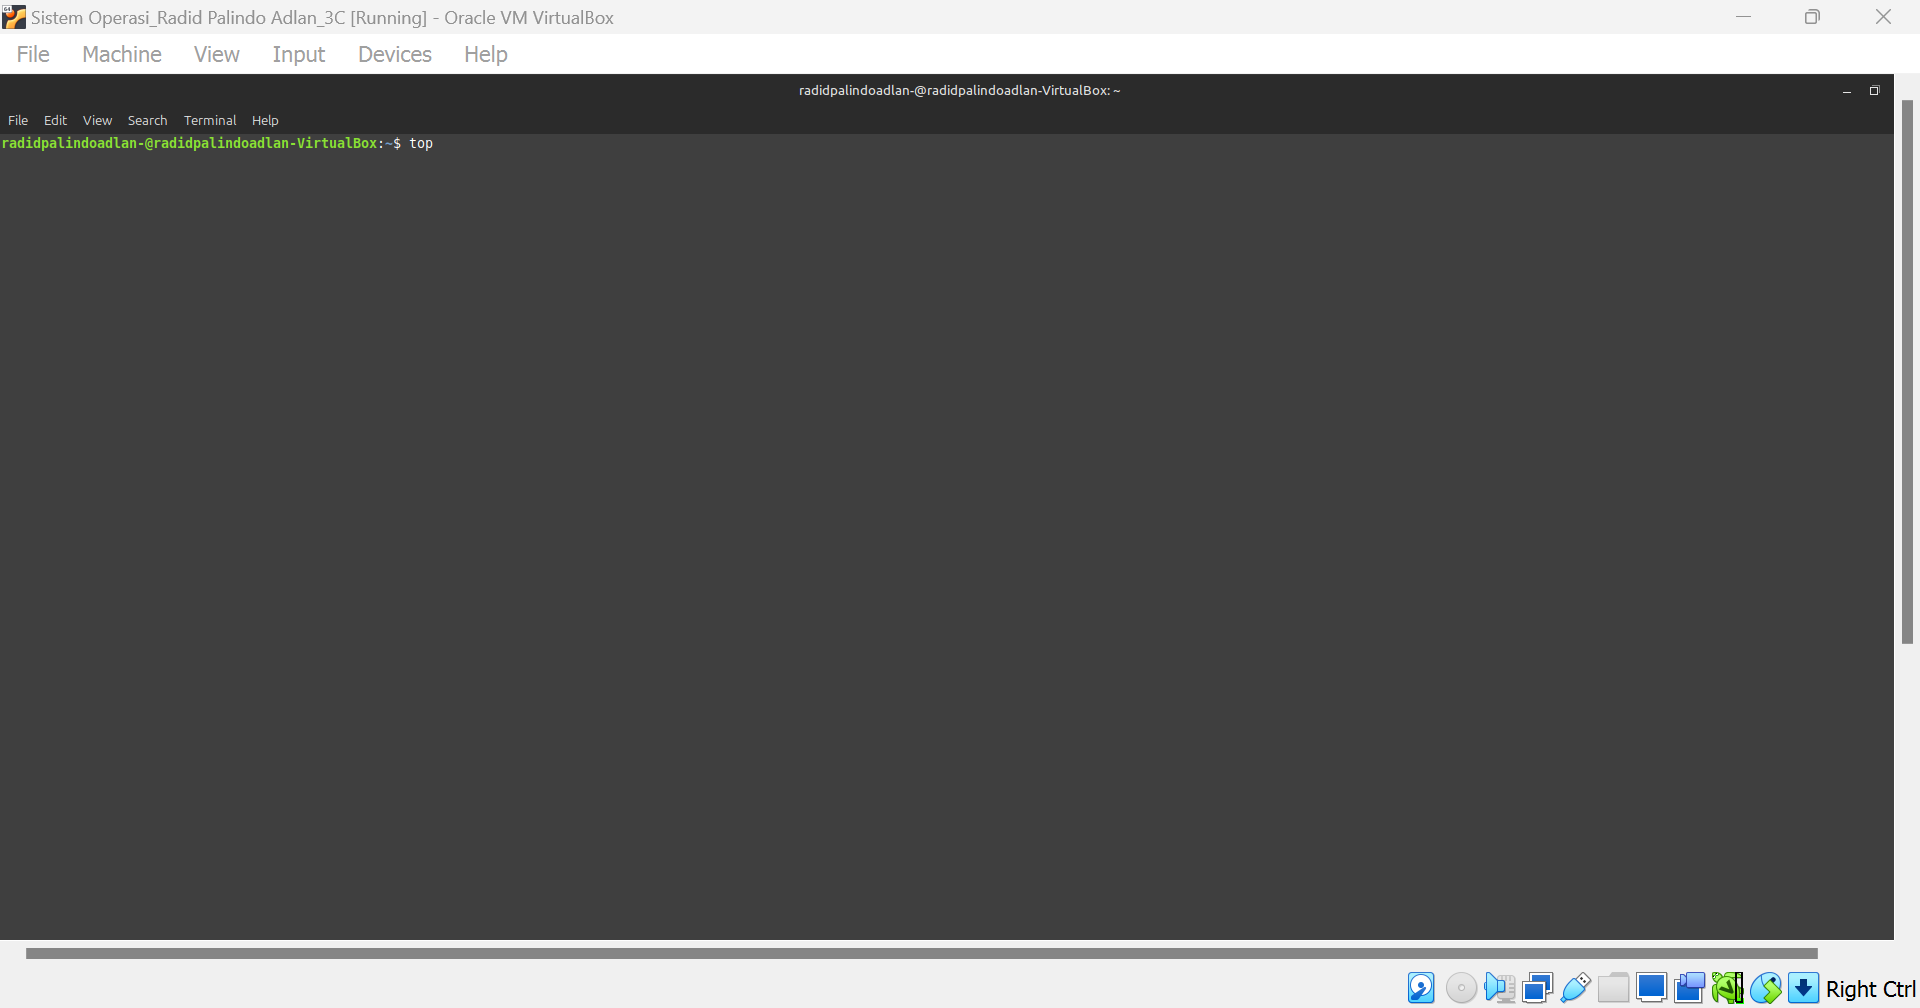 Sistem Operasi_Radid Palindo Adlan_3C [Running] - Oracle VM VirtualBox
File Machine View Input Devices Help
radidpalindoadlan-@radidpalindoadlan-VirtualBox: ~
File Edit View Search Terminal Help
radidpalindoadlan-@radidpalindoadlan-VirtualBox:~$ top
Right Ctrl